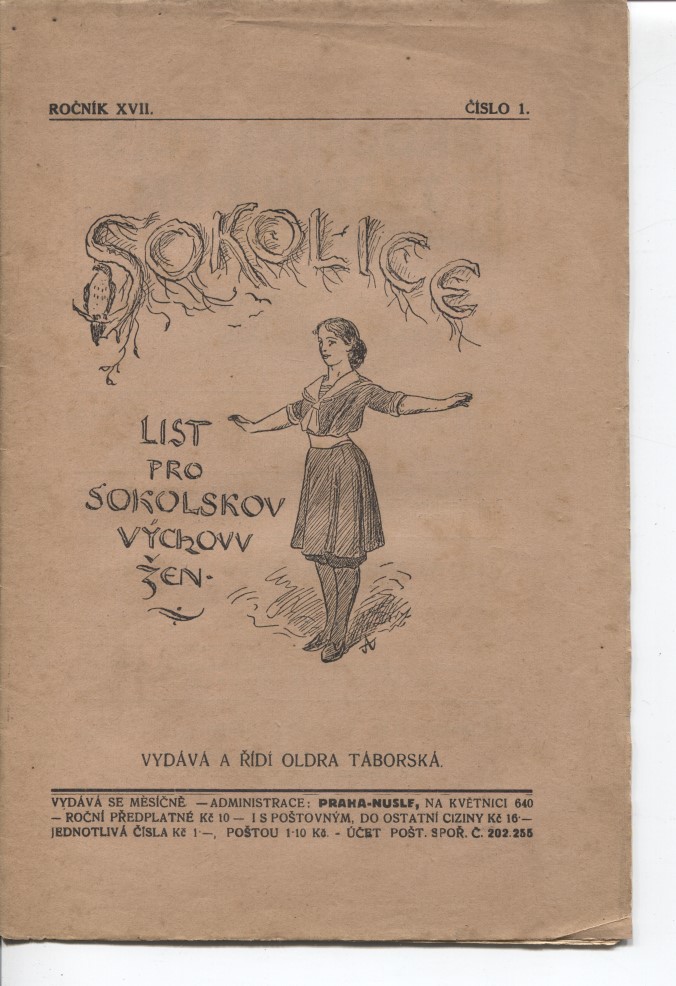 ROČNÍK XVII.
ČÍSLO 1.
SOKOLICE
LIST
PRO
SOKOLSKOV
VÝCHOVV
ŽEN.
VYDÁVÁ A ŘÍDÍ OLDRA TÁBORSKÁ.
VYDÁVÁ SE MĚSÍČNĚ — ADMINISTRACE: PRAHA-NUSLE, NA KVĚTNICI 640
— ROČNÍ PŘEDPLATNÉ Kč 10 — I S POŠTOVNÝM, DO OSTATNÍ CIZINY Kč 16·—
JEDNOTLIVÁ ČÍSLA Kč 1·—, POŠTOU 1·10 Kč. - ÚČET POŠT. SPOŘ. Č. 202.255